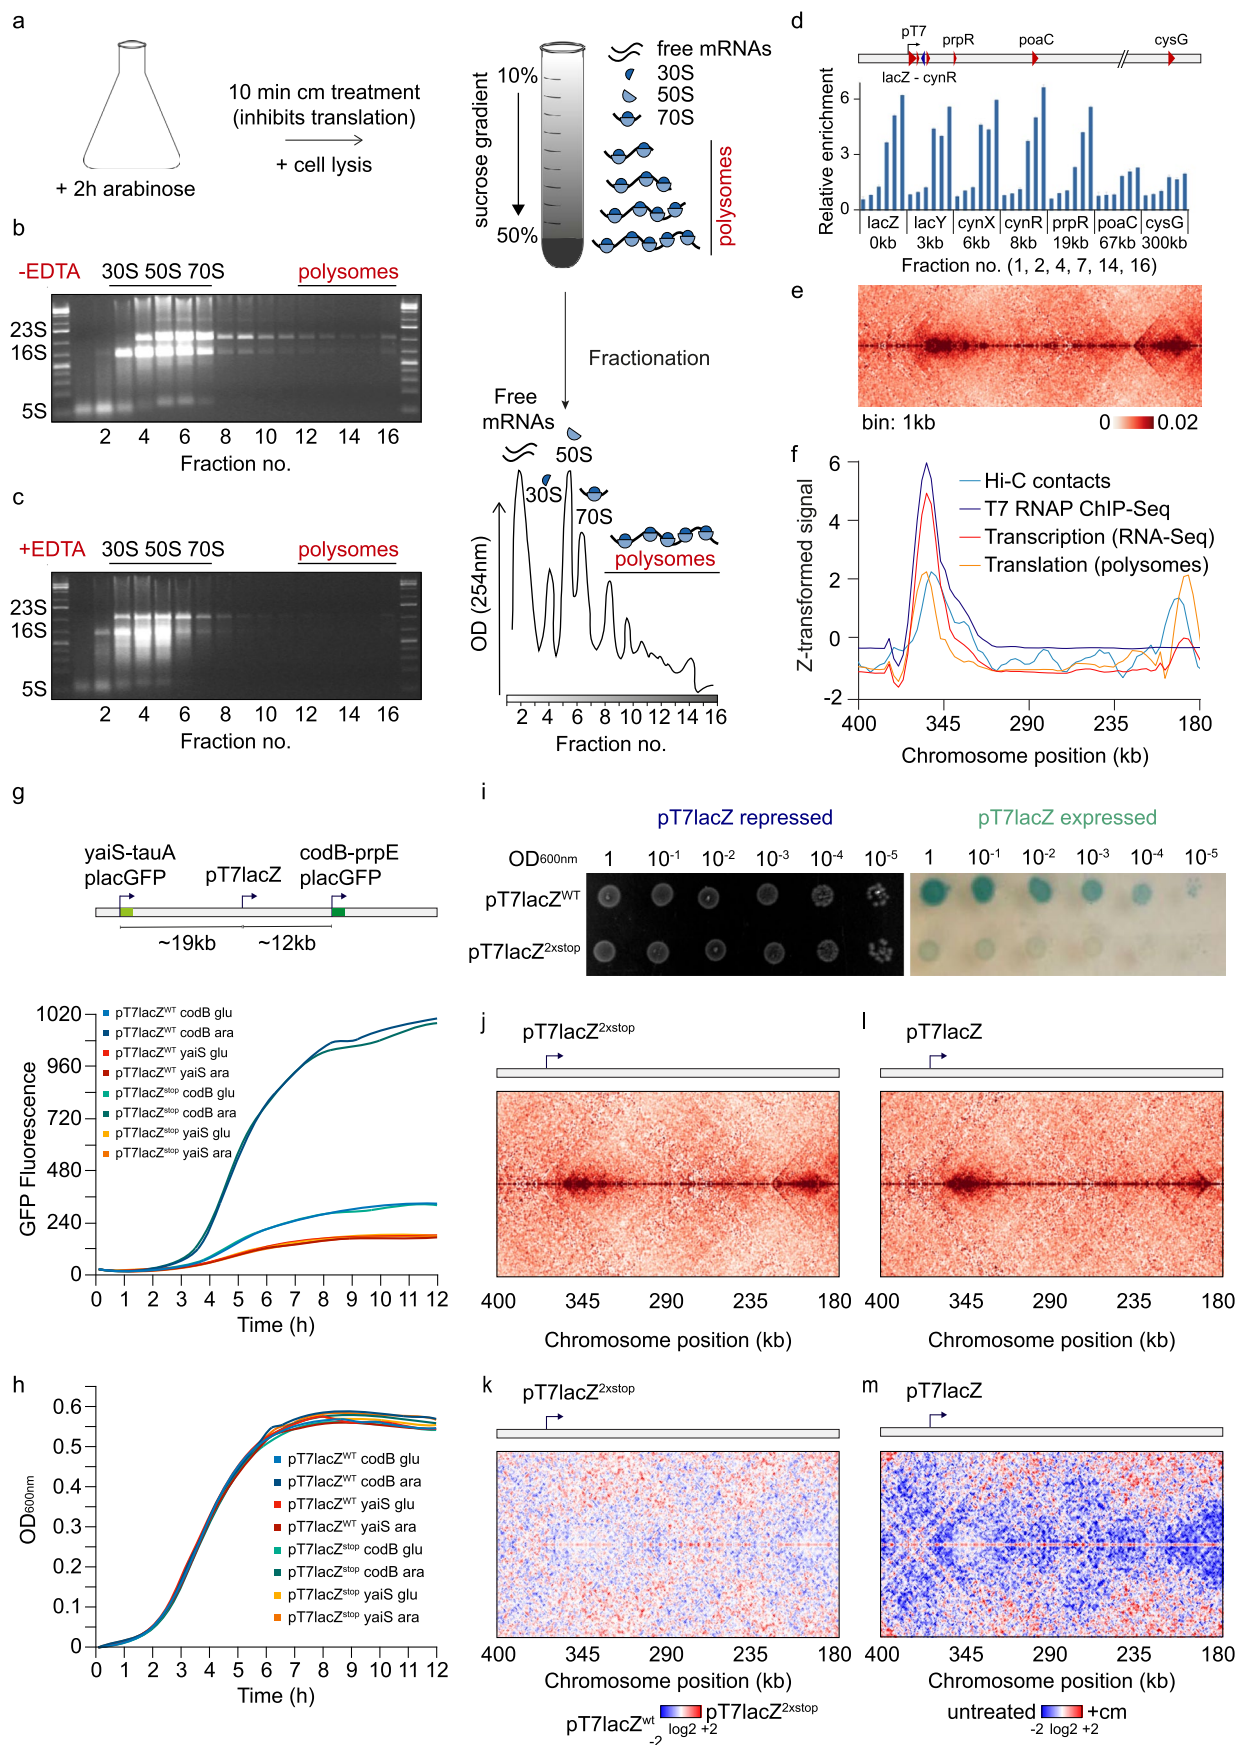 a
10 min cm treatment
(inhibits translation)
+ cell lysis
+ 2h arabinose
sucrose gradient
10%
50%
free mRNAs
30S
50S
70S
polysomes
Fractionation
Free
mRNAs
50S
30S
70S
polysomes
OD (254nm)
2 4 6 8 10 12 14 16
Fraction no.
b
-EDTA
30S 50S 70S
polysomes
23S
16S
5S
2 4 6 8 10 12 14 16
Fraction no.
c
+EDTA
30S 50S 70S
polysomes
23S
16S
5S
2 4 6 8 10 12 14 16
Fraction no.
d
pT7
prpR
poaC
cysG
lacZ - cynR
Relative enrichment
6
3
0
lacZ lacY cynX cynR prpR poaC cysG
0kb 3kb 6kb 8kb 19kb 67kb 300kb
Fraction no. (1, 2, 4, 7, 14, 16)
e
bin: 1kb
0 0.02
f
Z-transformed signal
6
4
2
0
-2
Hi-C contacts
T7 RNAP ChIP-Seq
Transcription (RNA-Seq)
Translation (polysomes)
400 345 290 235 180
Chromosome position (kb)
g
yaiS-tauA
placGFP
pT7lacZ
codB-prpE
placGFP
~19kb
~12kb
GFP Fluorescence
1020
960
720
480
240
0
pT7lacZWT codB glu
pT7lacZWT codB ara
pT7lacZWT yaiS glu
pT7lacZWT yaiS ara
pT7lacZstop codB glu
pT7lacZstop codB ara
pT7lacZstop yaiS glu
pT7lacZstop yaiS ara
0 1 2 3 4 5 6 7 8 9 10 11 12
Time (h)
h
OD600nm
0.6
0.5
0.4
0.3
0.2
0.1
0
pT7lacZWT codB glu
pT7lacZWT codB ara
pT7lacZWT yaiS glu
pT7lacZWT yaiS ara
pT7lacZstop codB glu
pT7lacZstop codB ara
pT7lacZstop yaiS glu
pT7lacZstop yaiS ara
0 1 2 3 4 5 6 7 8 9 10 11 12
Time (h)
i
pT7lacZ repressed
pT7lacZ expressed
OD600nm 1 10-1 10-2 10-3 10-4 10-5
1 10-1 10-2 10-3 10-4 10-5
pT7lacZWT
pT7lacZ2xstop
j
pT7lacZ2xstop
400 345 290 235 180
Chromosome position (kb)
l
pT7lacZ
400 345 290 235 180
Chromosome position (kb)
k
pT7lacZ2xstop
400 345 290 235 180
Chromosome position (kb)
pT7lacZwt pT7lacZ2xstop
-2 log2 +2
m
pT7lacZ
400 345 290 235 180
Chromosome position (kb)
untreated +cm
-2 log2 +2